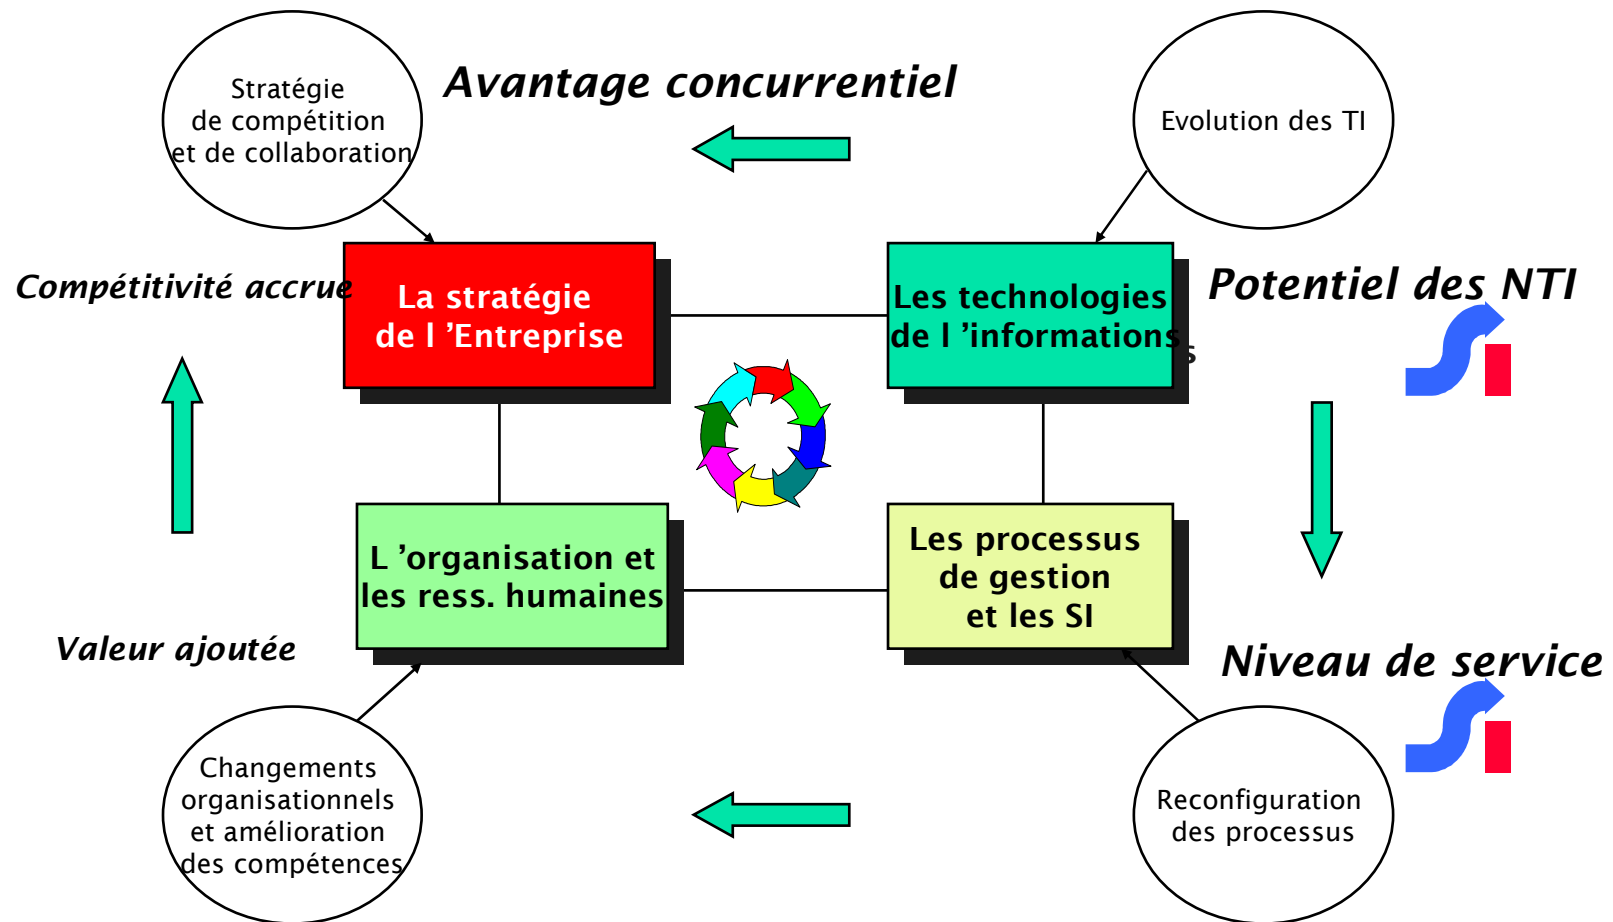 Stratégie
de compétition
et de collaboration
Avantage concurrentiel
Evolution des TI
Compétitivité accrue
La stratégie
de l ’Entreprise
Les technologies
de l ’informations
s
Potentiel des NTI
L ’organisation et
les ress. humaines
Les processus
de gestion
et les SI
Valeur ajoutée
Niveau de service
Changements
organisationnels
et amélioration
des compétences
Reconfiguration
des processus